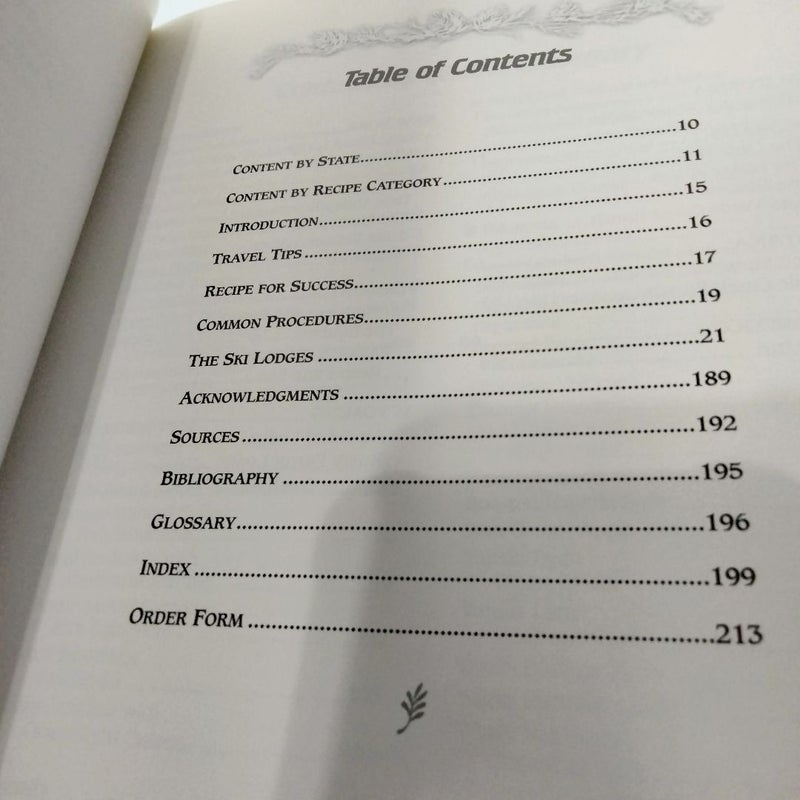 Table of Contents
Content by State....................10
Content by Recipe Category....................11
Introduction....................15
Travel Tips....................16
Recipe for Success....................17
Common Procedures....................19
The Ski Lodges....................21
Acknowledgments....................189
Sources....................192
Bibliography....................195
Glossary....................196
Index....................199
Order Form....................213